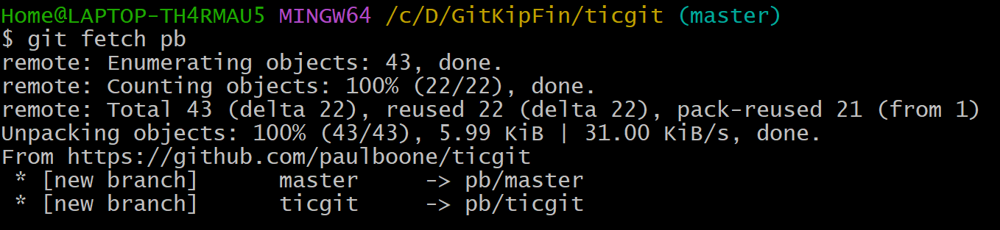 Home@LAPTOP-TH4RMAU5 MINGW64 /c/D/GitKipFin/ticgit (master)
$ git fetch pb
remote: Enumerating objects: 43, done.
remote: Counting objects: 100% (22/22), done.
remote: Total 43 (delta 22), reused 22 (delta 22), pack-reused 21 (from 1)
Unpacking objects: 100% (43/43), 5.99 KiB | 31.00 KiB/s, done.
From https://github.com/paulboone/ticgit
 * [new branch]      master     -> pb/master
 * [new branch]      ticgit     -> pb/ticgit